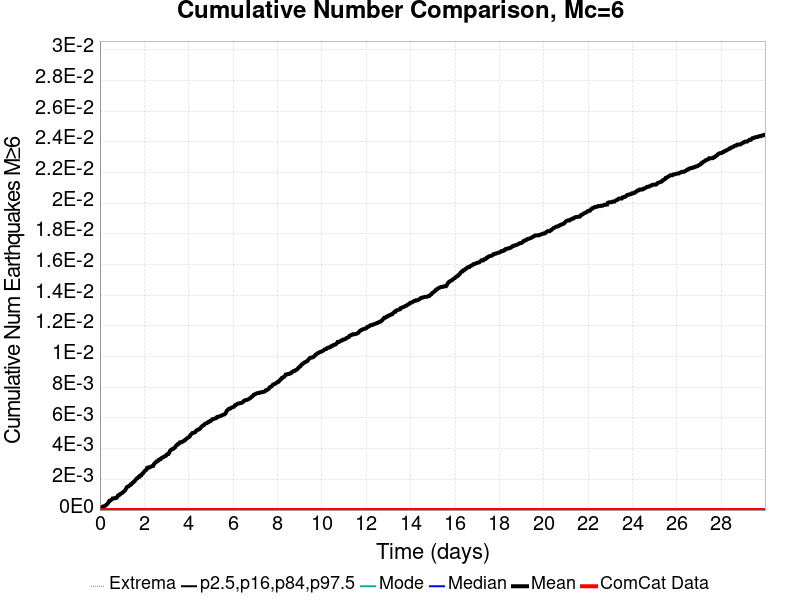 Cumulative Number Comparison, Mc=6
Cumulative Num Earthquakes M≥6
3E-2
2.8E-2
2.6E-2
2.4E-2
2.2E-2
2E-2
1.8E-2
1.6E-2
1.4E-2
1.2E-2
1E-2
8E-3
6E-3
4E-3
2E-3
0E0
0 2 4 6 8 10 12 14 16 18 20 22 24 26 28
Time (days)
Extrema p2.5,p16,p84,p97.5 Mode Median Mean ComCat Data